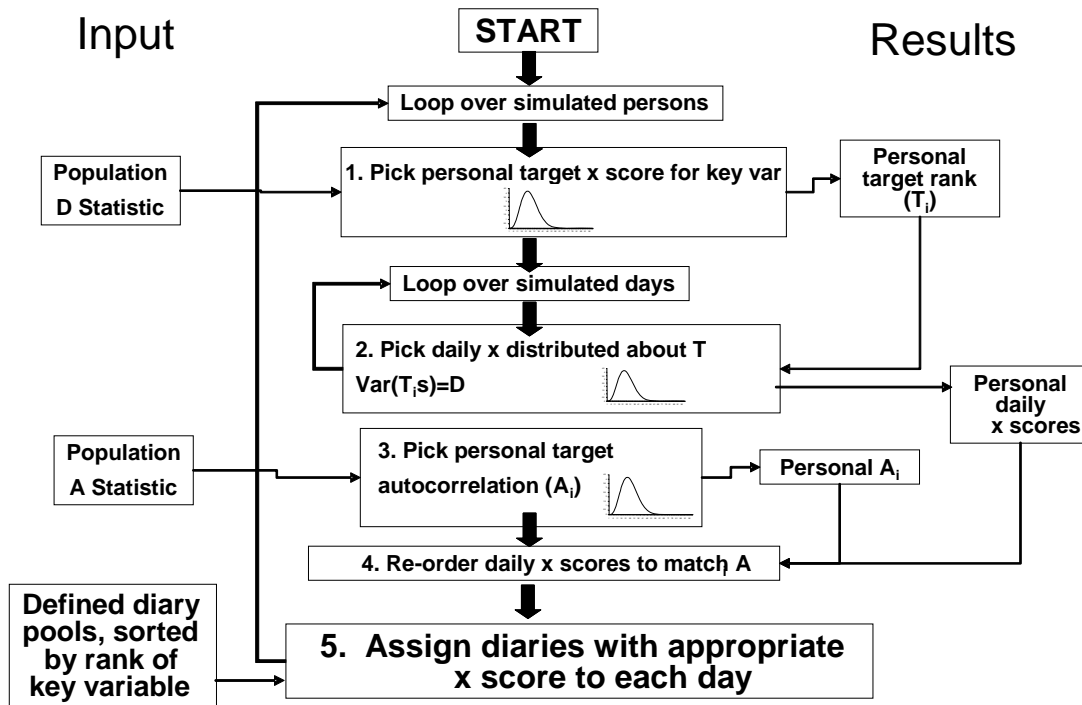 Input
START
Results
Loop over simulated persons
Population
D Statistic
1. Pick personal target x score for key var
Personal
target rank
(Ti)
Loop over simulated days
2. Pick daily x distributed about T
Var(Tis)=D
Personal
daily
x scores
Population
A Statistic
3. Pick personal target
autocorrelation (Ai)
Personal Ai
4. Re-order daily x scores to match A
i
Defined diary
pools, sorted
by rank of
key variable
5. Assign diaries with appropriate
x score to each day